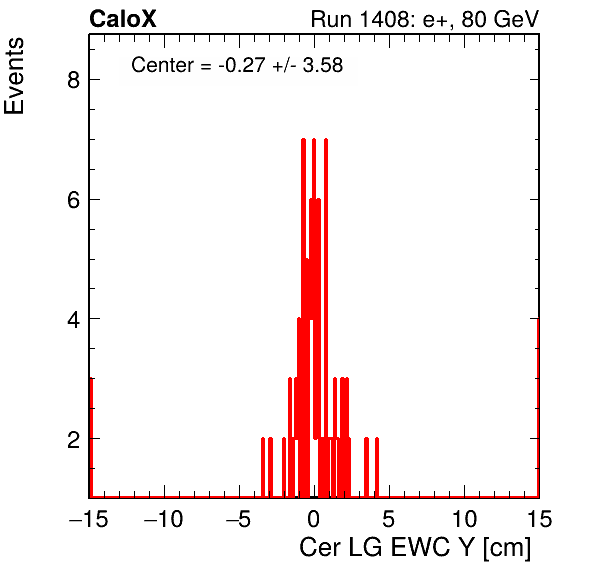 CaloX Run 1408: e+, 80 GeV
Events
Center = -0.27 +/- 3.58
8
6
4
2
−15 −10 −5 0 5 10 15
Cer LG EWC Y [cm]